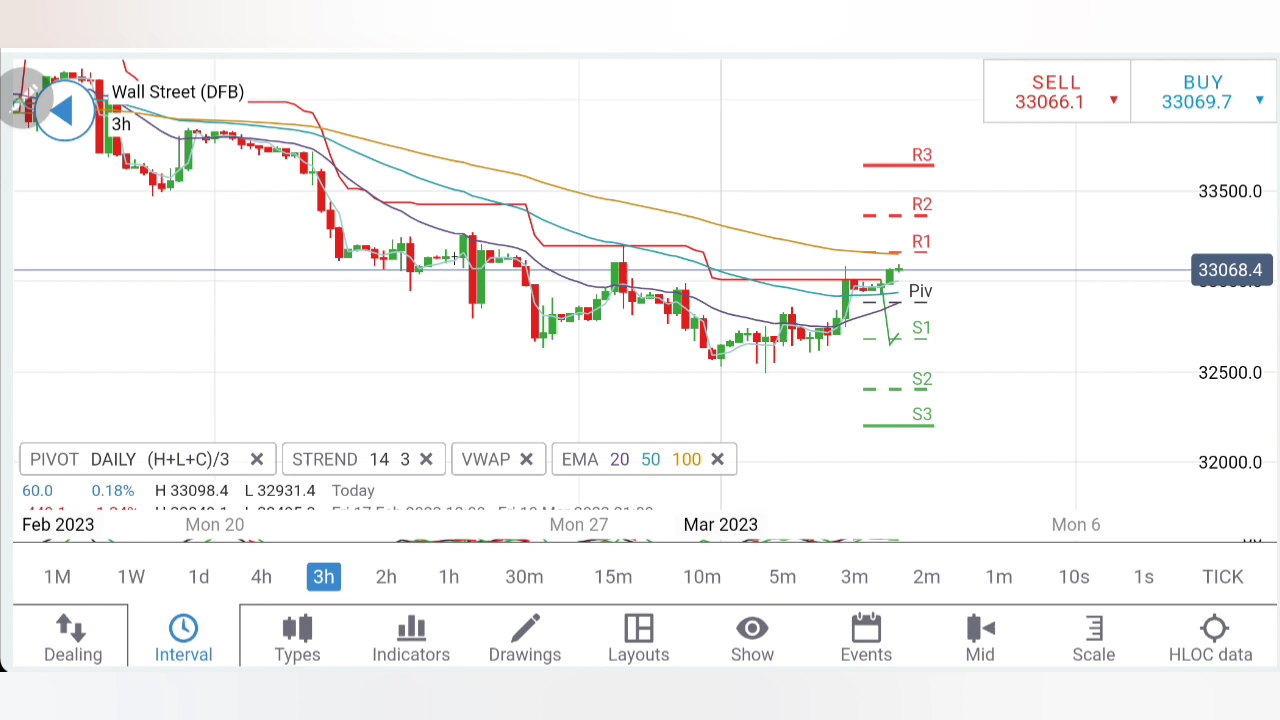 Wall Street (DFB)
3h
SELL
33066.1
BUY
33069.7
R3
33500.0
R2
R1
33068.4
Piv
S1
S2
32500.0
S3
32000.0
PIVOT DAILY (H+L+C)/3
STREND 14 3
VWAP
EMA 20 50 100
60.0 0.18% H 33098.4 L 32931.4 Today
Feb 2023 Mon 20 Mon 27 Mar 2023 Mon 6
1M 1W 1d 4h 3h 2h 1h 30m 15m 10m 5m 3m 2m 1m 10s 1s TICK
Dealing Interval Types Indicators Drawings Layouts Show Events Mid Scale HLOC data